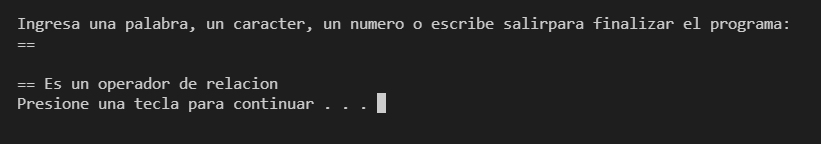 Ingresa una palabra, un caracter, un numero o escribe salirpara finalizar el programa:
==
== Es un operador de relacion
Presione una tecla para continuar . . .